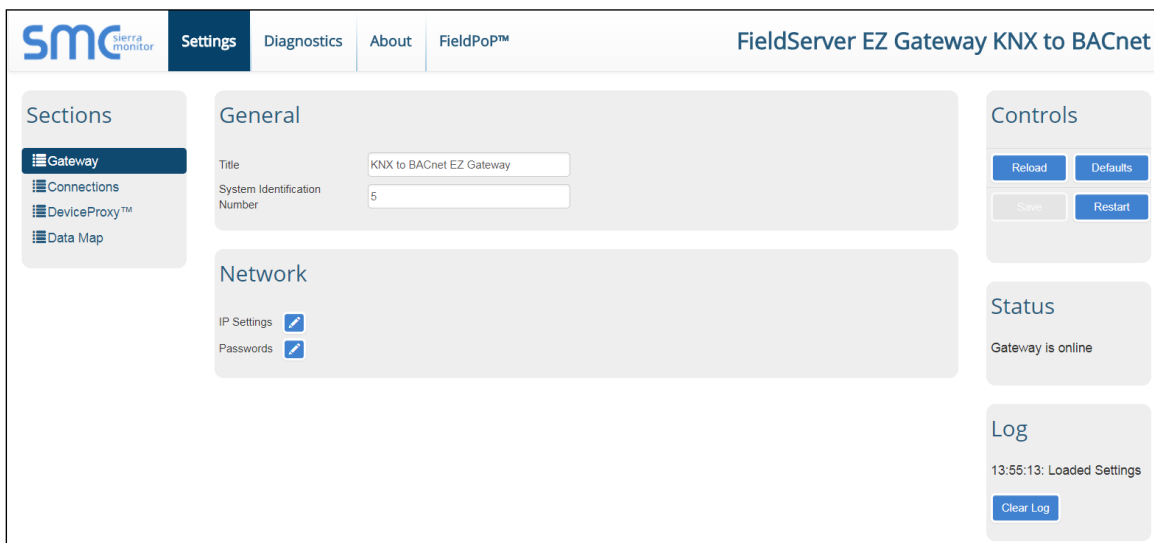 SMC sierra monitor
Settings
Diagnostics
About
FieldPoP™
FieldServer EZ Gateway KNX to BACnet
Sections
Gateway
Connections
DeviceProxy™
Data Map
General
Title
KNX to BACnet EZ Gateway
System Identification
Number
5
Network
IP Settings
Passwords
Controls
Reload
Defaults
Save
Restart
Status
Gateway is online
Log
13:55:13: Loaded Settings
Clear Log